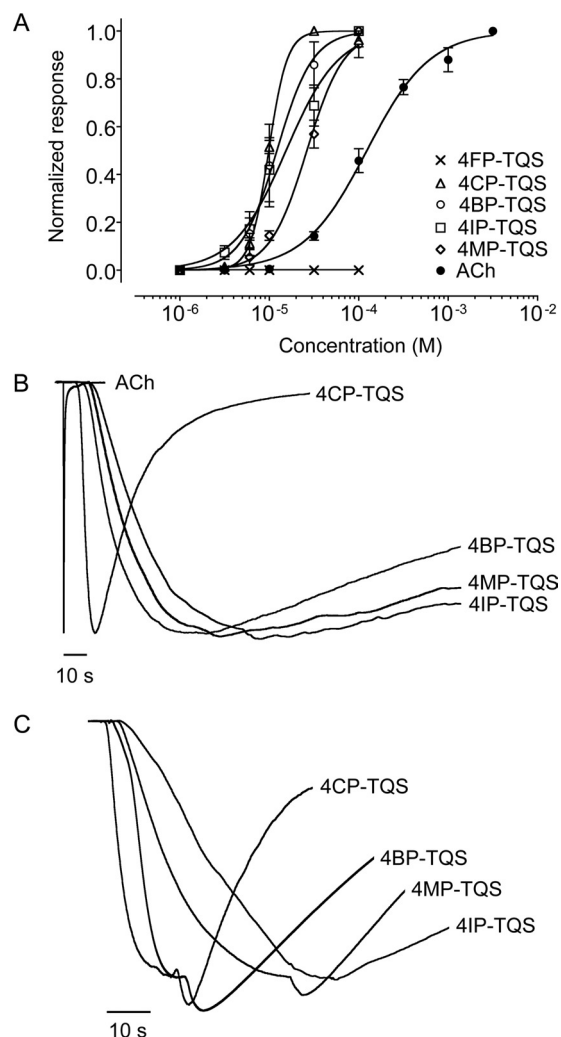 A
Normalized response
1.0
0.8
0.6
0.4
0.2
0.0
4FP-TQS
4CP-TQS
4BP-TQS
4IP-TQS
4MP-TQS
ACh
10-6 10-5 10-4 10-3 10-2
Concentration (M)
B
ACh
4CP-TQS
4BP-TQS
4MP-TQS
4IP-TQS
10 s
C
4CP-TQS
4BP-TQS
4MP-TQS
4IP-TQS
10 s